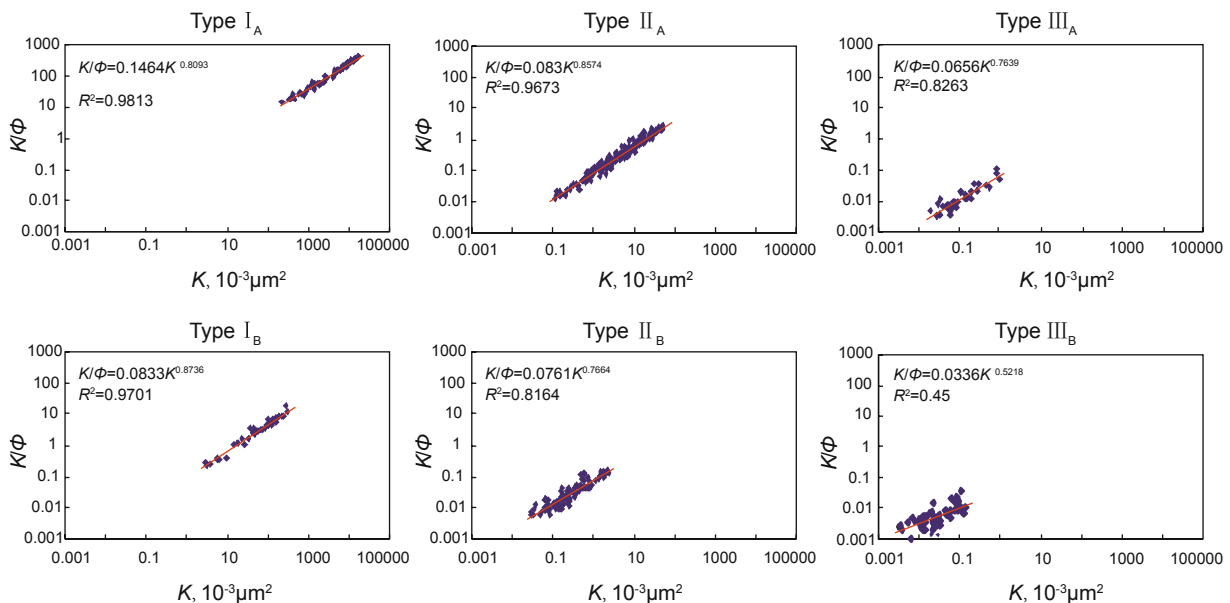 Type Ⅰ_A
1000
100
10
1
0.1
0.01
0.001
K/Φ
K/Φ=0.1464K^0.8093
R²=0.9813
0.001 0.1 10 1000 100000
K, 10⁻³μm²
Type Ⅱ_A
1000
100
10
1
0.1
0.01
0.001
K/Φ
K/Φ=0.083K^0.8574
R²=0.9673
0.001 0.1 10 1000 100000
K, 10⁻³μm²
Type Ⅲ_A
1000
100
10
1
0.1
0.01
0.001
K/Φ
K/Φ=0.0656K^0.7639
R²=0.8263
0.001 0.1 10 1000 100000
K, 10⁻³μm²
Type Ⅰ_B
1000
100
10
1
0.1
0.01
0.001
K/Φ
K/Φ=0.0833K^0.8736
R²=0.9701
0.001 0.1 10 1000 100000
K, 10⁻³μm²
Type Ⅱ_B
1000
100
10
1
0.1
0.01
0.001
K/Φ
K/Φ=0.0761K^0.7664
R²=0.8164
0.001 0.1 10 1000 100000
K, 10⁻³μm²
Type Ⅲ_B
1000
100
10
1
0.1
0.01
0.001
K/Φ
K/Φ=0.0336K^0.5218
R²=0.45
0.001 0.1 10 1000 100000
K, 10⁻³μm²